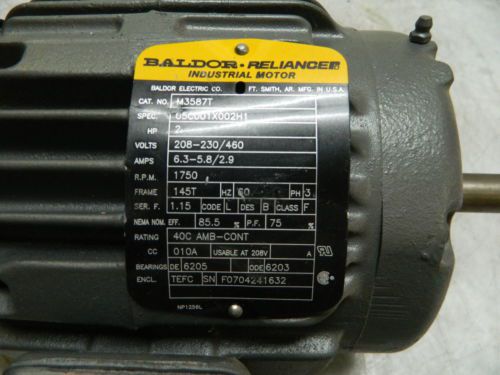 BALDOR • RELIANCE
INDUSTRIAL MOTOR
BALDOR ELECTRIC CO. FT. SMITH, AR. MFG. IN U.S.A.
CAT. NO. M3587T
SPEC. 05C001X002H1
HP 2
VOLTS 208-230/460
AMPS 6.3-5.8/2.9
R.P.M. 1750
FRAME 145T HZ 60 PH 3
SER. F. 1.15 CODE L DES B CLASS F
NEMA NOM. EFF. 85.5 % P.F. 75 %
RATING 40C AMB-CONT
CC 010A USABLE AT 208V A
BEARINGS DE 6205 ODE 6203
ENCL. TEFC SN F0704241632
NP1256L